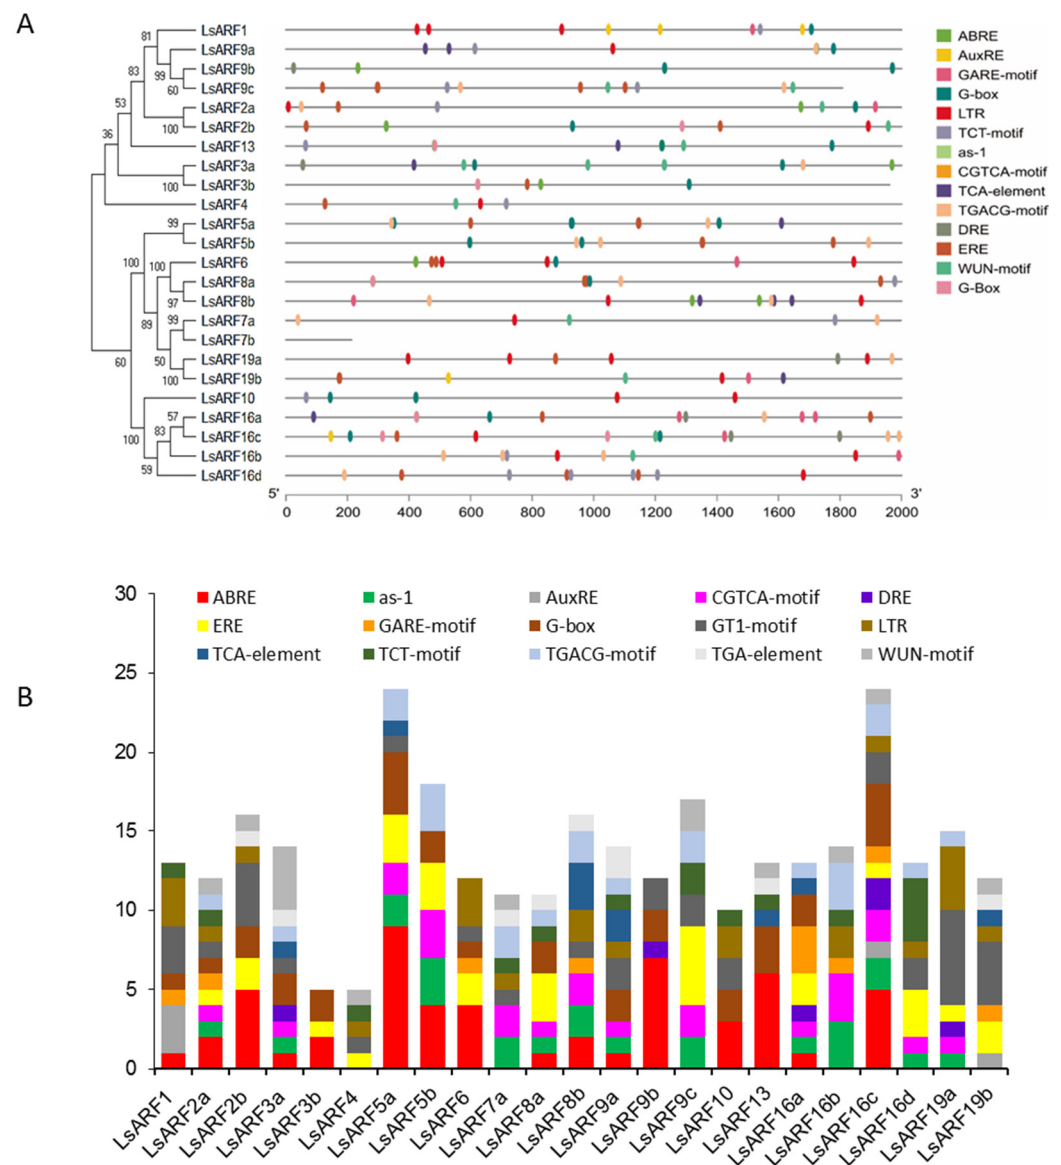 A
LsARF1
LsARF9a
LsARF9b
LsARF9c
LsARF2a
LsARF2b
LsARF13
LsARF3a
LsARF3b
LsARF4
LsARF5a
LsARF5b
LsARF6
LsARF8a
LsARF8b
LsARF7a
LsARF7b
LsARF19a
LsARF19b
LsARF10
LsARF16a
LsARF16c
LsARF16b
LsARF16d
81
99
60
83
53
100
36
100
99
100
100
97
89
99
50
100
60
57
83
100
59
ABRE
AuxRE
GARE-motif
G-box
LTR
TCT-motif
as-1
CGTCA-motif
TCA-element
TGACG-motif
DRE
ERE
WUN-motif
G-Box
5' 3'
0 200 400 600 800 1000 1200 1400 1600 1800 2000
B
30
25
20
15
10
5
0
ABRE as-1 AuxRE CGTCA-motif DRE
ERE GARE-motif G-box GT1-motif LTR
TCA-element TCT-motif TGACG-motif TGA-element WUN-motif
LsARF1 LsARF2a LsARF2b LsARF3a LsARF3b LsARF4 LsARF5a LsARF5b LsARF6 LsARF7a LsARF8a LsARF8b LsARF9a LsARF9b LsARF9c LsARF10 LsARF13 LsARF16a LsARF16b LsARF16c LsARF16d LsARF19a LsARF19b